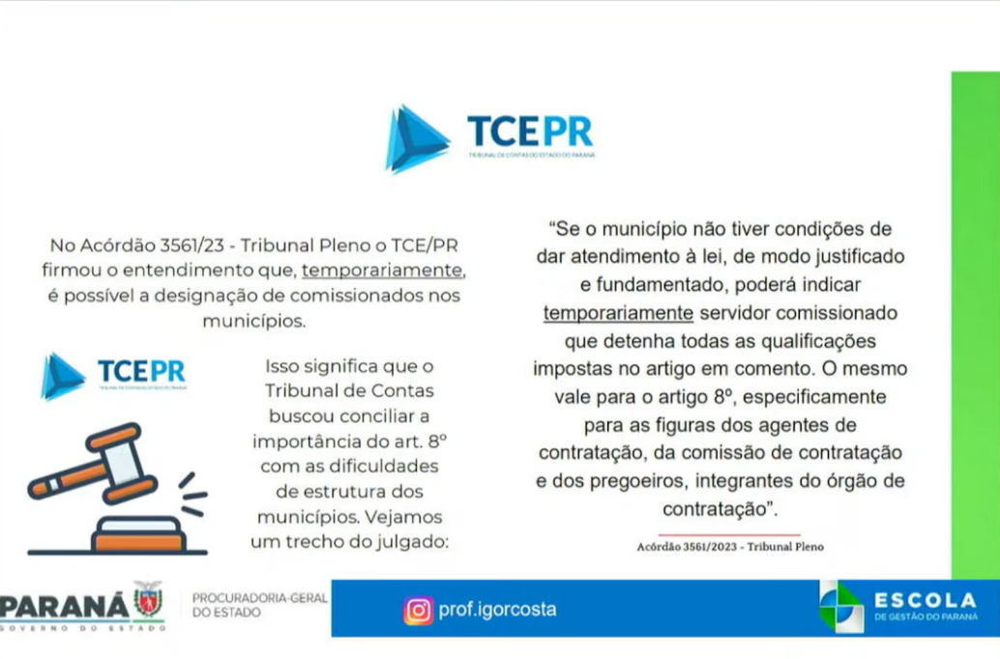 TCEPR
TRIBUNAL DE CONTAS DO ESTADO DO PARANÁ
No Acórdão 3561/23 - Tribunal Pleno o TCE/PR
firmou o entendimento que, temporariamente,
é possível a designação de comissionados nos
municípios.
TCEPR
TRIBUNAL DE CONTAS DO ESTADO DO PARANÁ
Isso significa que o
Tribunal de Contas
buscou conciliar a
importância do art. 8º
com as dificuldades
de estrutura dos
municípios. Vejamos
um trecho do julgado:
“Se o município não tiver condições de
dar atendimento à lei, de modo justificado
e fundamentado, poderá indicar
temporariamente servidor comissionado
que detenha todas as qualificações
impostas no artigo em comento. O mesmo
vale para o artigo 8º, especificamente
para as figuras dos agentes de
contratação, da comissão de contratação
e dos pregoeiros, integrantes do órgão de
contratação”.
Acórdão 3561/2023 - Tribunal Pleno
PARANÁ
GOVERNO DO ESTADO
PROCURADORIA-GERAL
DO ESTADO
prof.igorcosta
ESCOLA
DE GESTÃO DO PARANÁ